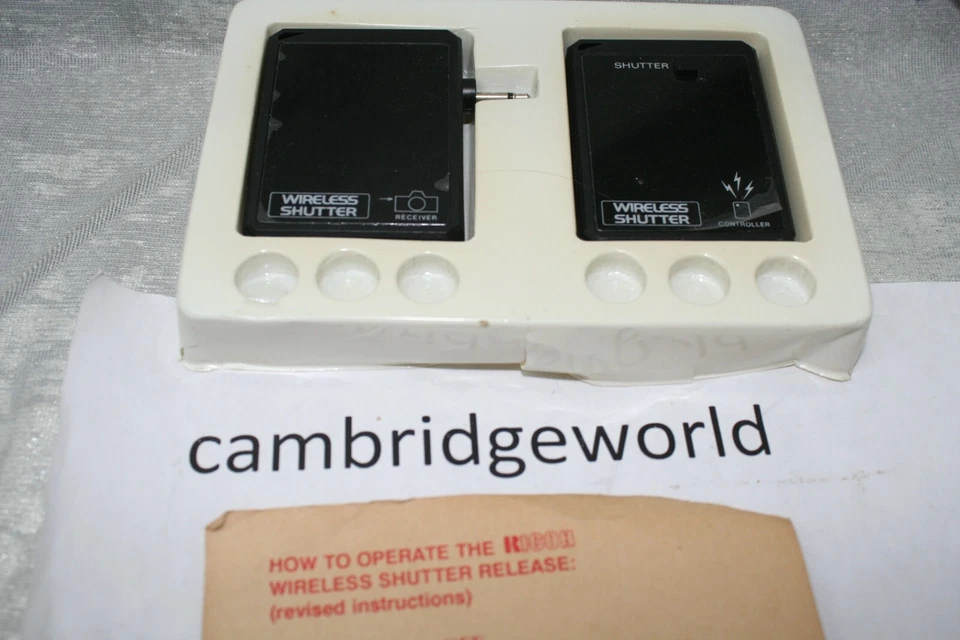 SHUTTER
WIRELESS
SHUTTER
RECEIVER
WIRELESS
SHUTTER
CONTROLLER
cambridgeworld
HOW TO OPERATE THE RICOH
WIRELESS SHUTTER RELEASE:
(revised instructions)